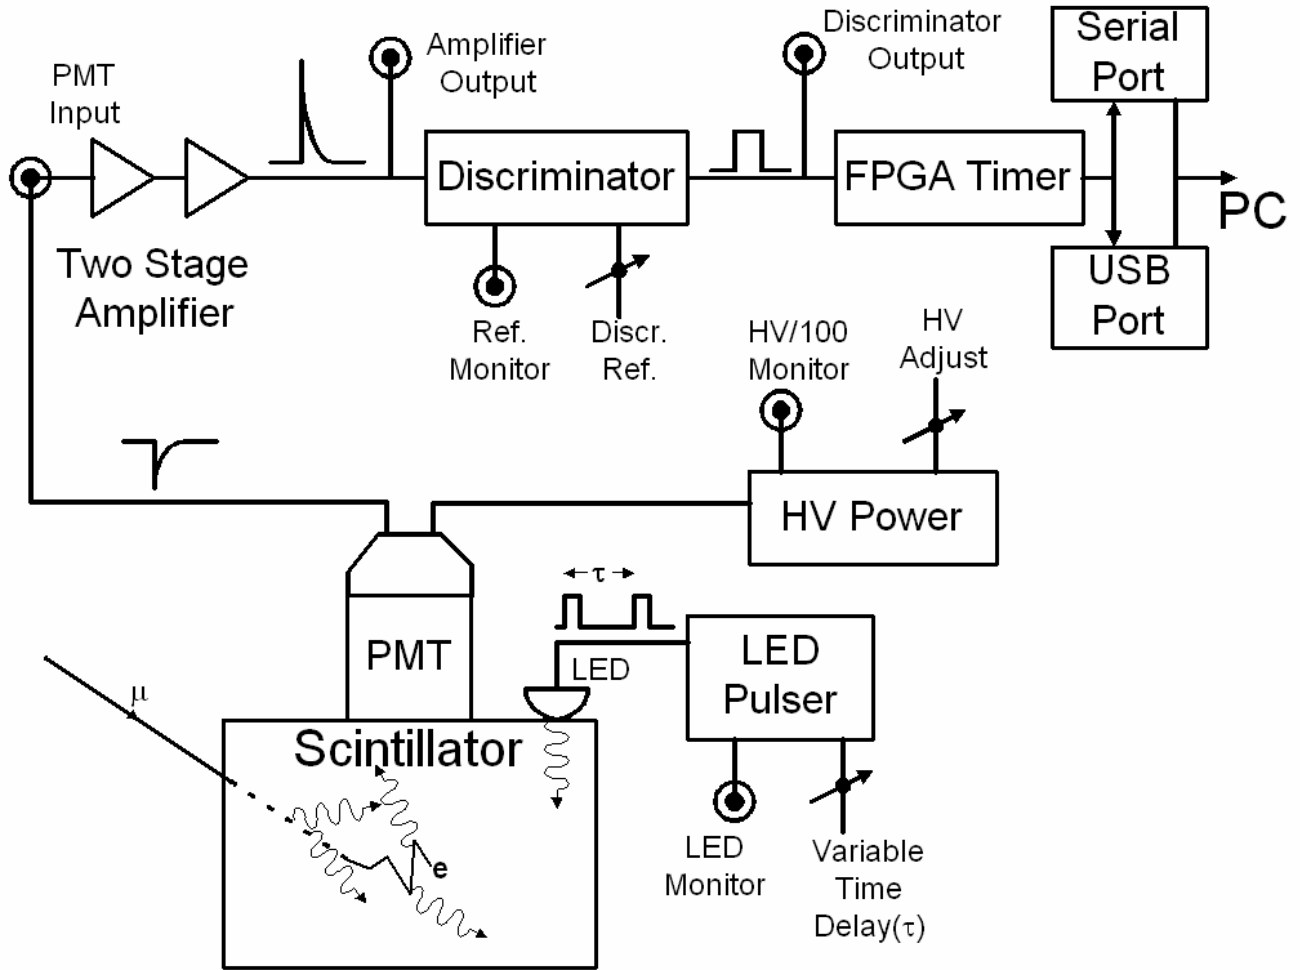 Amplifier
Output
Discriminator
Output
Serial
Port
PMT
Input
Discriminator
FPGA Timer
PC
Two Stage
Amplifier
USB
Port
Ref.
Monitor
Discr.
Ref.
HV/100
Monitor
HV
Adjust
HV Power
τ
PMT
LED
LED
Pulser
μ
Scintillator
e
LED
Monitor
Variable
Time
Delay(τ)